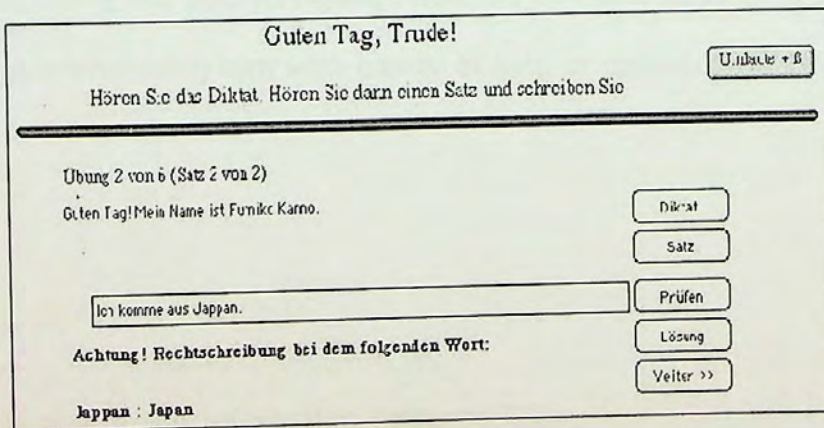 Guten Tag, Trude!
Umlaute + ß
Hören Sie das Diktat. Hören Sie dann einen Satz und schreiben Sie
Übung 2 von 6 (Satz 2 von 2)
Guten Tag! Mein Name ist Fumiko Kamo.
Diktat
Satz
Ich komme aus Jappan.
Prüfen
Achtung! Rechtschreibung bei dem folgenden Wort:
Lösung
Weiter >>
Jappan : Japan